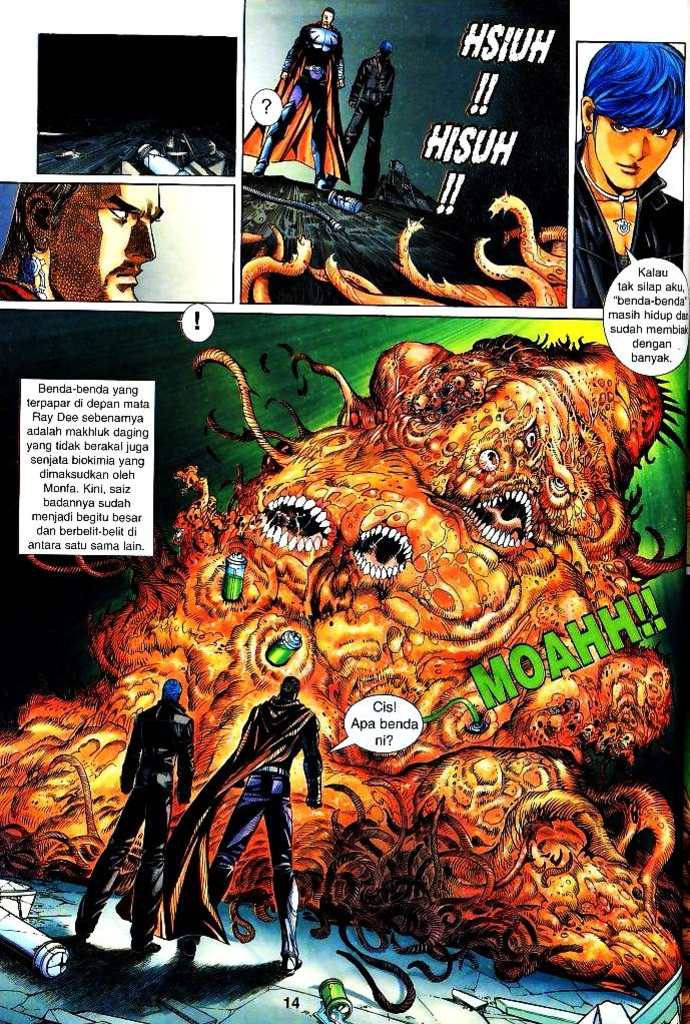 ?
HSIUH
!!
HISUH
!!
Kalau
tak silap aku,
"benda-benda"
masih hidup dan
sudah membiak
dengan
banyak.
!
Benda-benda yang
terpapar di depan mata
Ray Dee sebenarnya
adalah makhluk daging
yang tidak berakal juga
senjata biokimia yang
dimaksudkan oleh
Monfa. Kini, saiz
badannya sudah
menjadi begitu besar
dan berbelit-belit di
antara satu sama lain.
MOAHH!!
Cis!
Apa benda
ni?
14